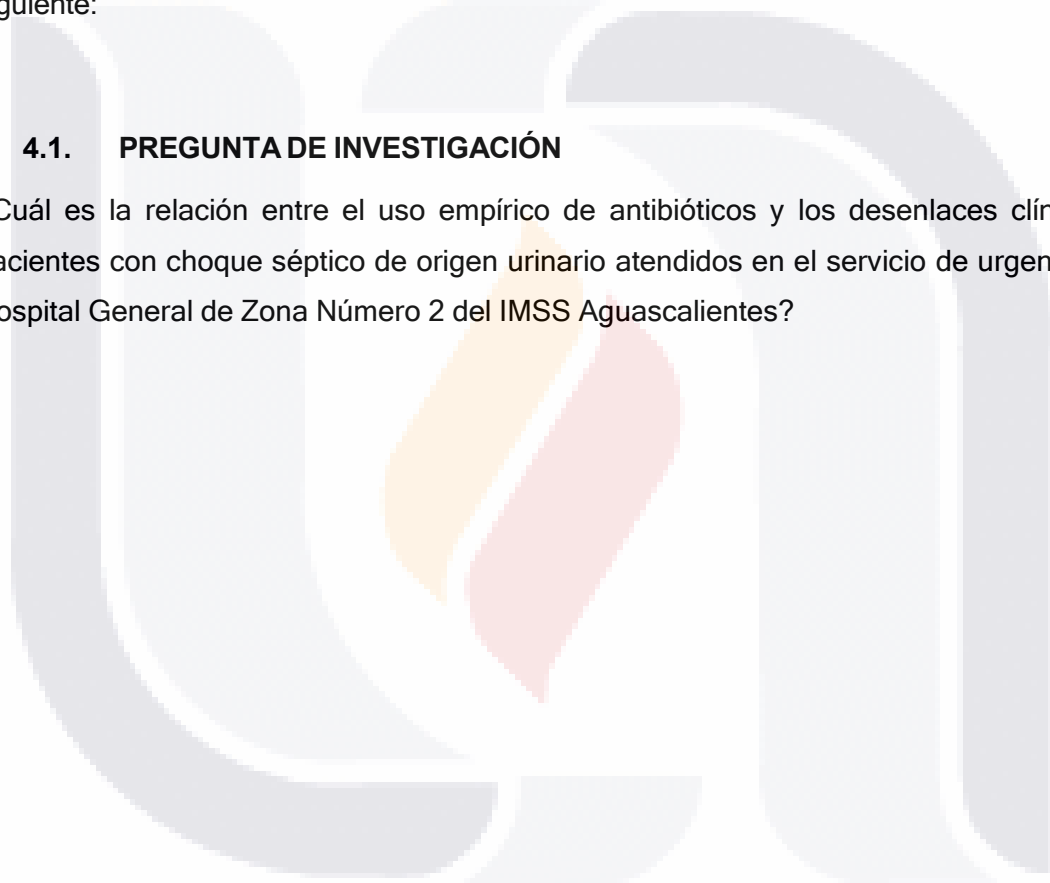 guiente:
4.1. PREGUNTA DE INVESTIGACIÓN
Cuál es la relación entre el uso empírico de antibióticos y los desenlaces clín
acientes con choque séptico de origen urinario atendidos en el servicio de urgen
ospital General de Zona Número 2 del IMSS Aguascalientes?